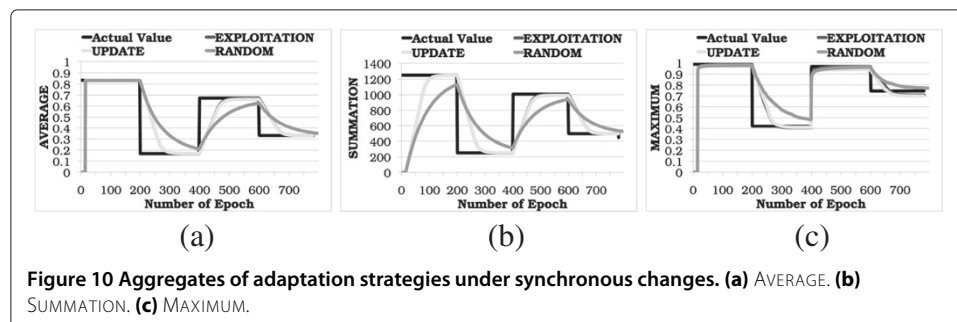 Actual Value EXPLOITATION
UPDATE RANDOM
AVERAGE
1
0.9
0.8
0.7
0.6
0.5
0.4
0.3
0.2
0.1
0
0 100 200 300 400 500 600 700
Number of Epoch
(a)
Actual Value EXPLOITATION
UPDATE RANDOM
SUMMATION
1400
1200
1000
800
600
400
200
0
0 100 200 300 400 500 600 700
Number of Epoch
(b)
Actual Value EXPLOITATION
UPDATE RANDOM
MAXIMUM
1
0.9
0.8
0.7
0.6
0.5
0.4
0.3
0.2
0.1
0
0 100 200 300 400 500 600 700
Number of Epoch
(c)
Figure 10 Aggregates of adaptation strategies under synchronous changes. (a) AVERAGE. (b)
SUMMATION. (c) MAXIMUM.